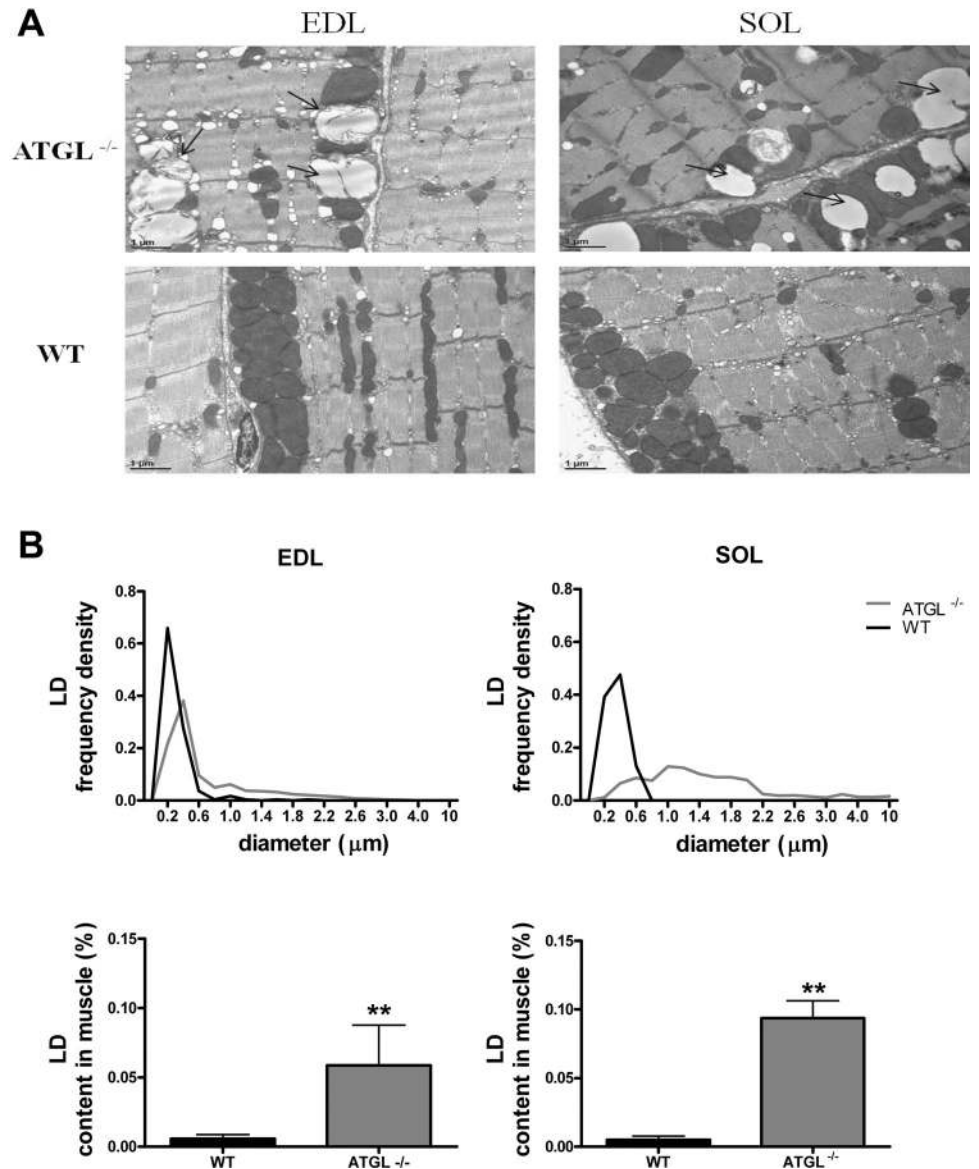 A
EDL
SOL
ATGL -/-
WT
1 µm
1 µm
1 µm
1 µm
B
EDL
SOL
LD
frequency density
0.8
0.6
0.4
0.2
0.0
0.2 0.6 1.0 1.4 1.8 2.2 2.6 3.0 4.0 10
diameter (µm)
LD
frequency density
0.8
0.6
0.4
0.2
0.0
0.2 0.6 1.0 1.4 1.8 2.2 2.6 3.0 4.0 10
diameter (µm)
ATGL -/-
WT
LD
content in muscle (%)
0.15
0.10
0.05
0.00
**
WT ATGL -/-
LD
content in muscle (%)
0.15
0.10
0.05
0.00
**
WT ATGL-/-